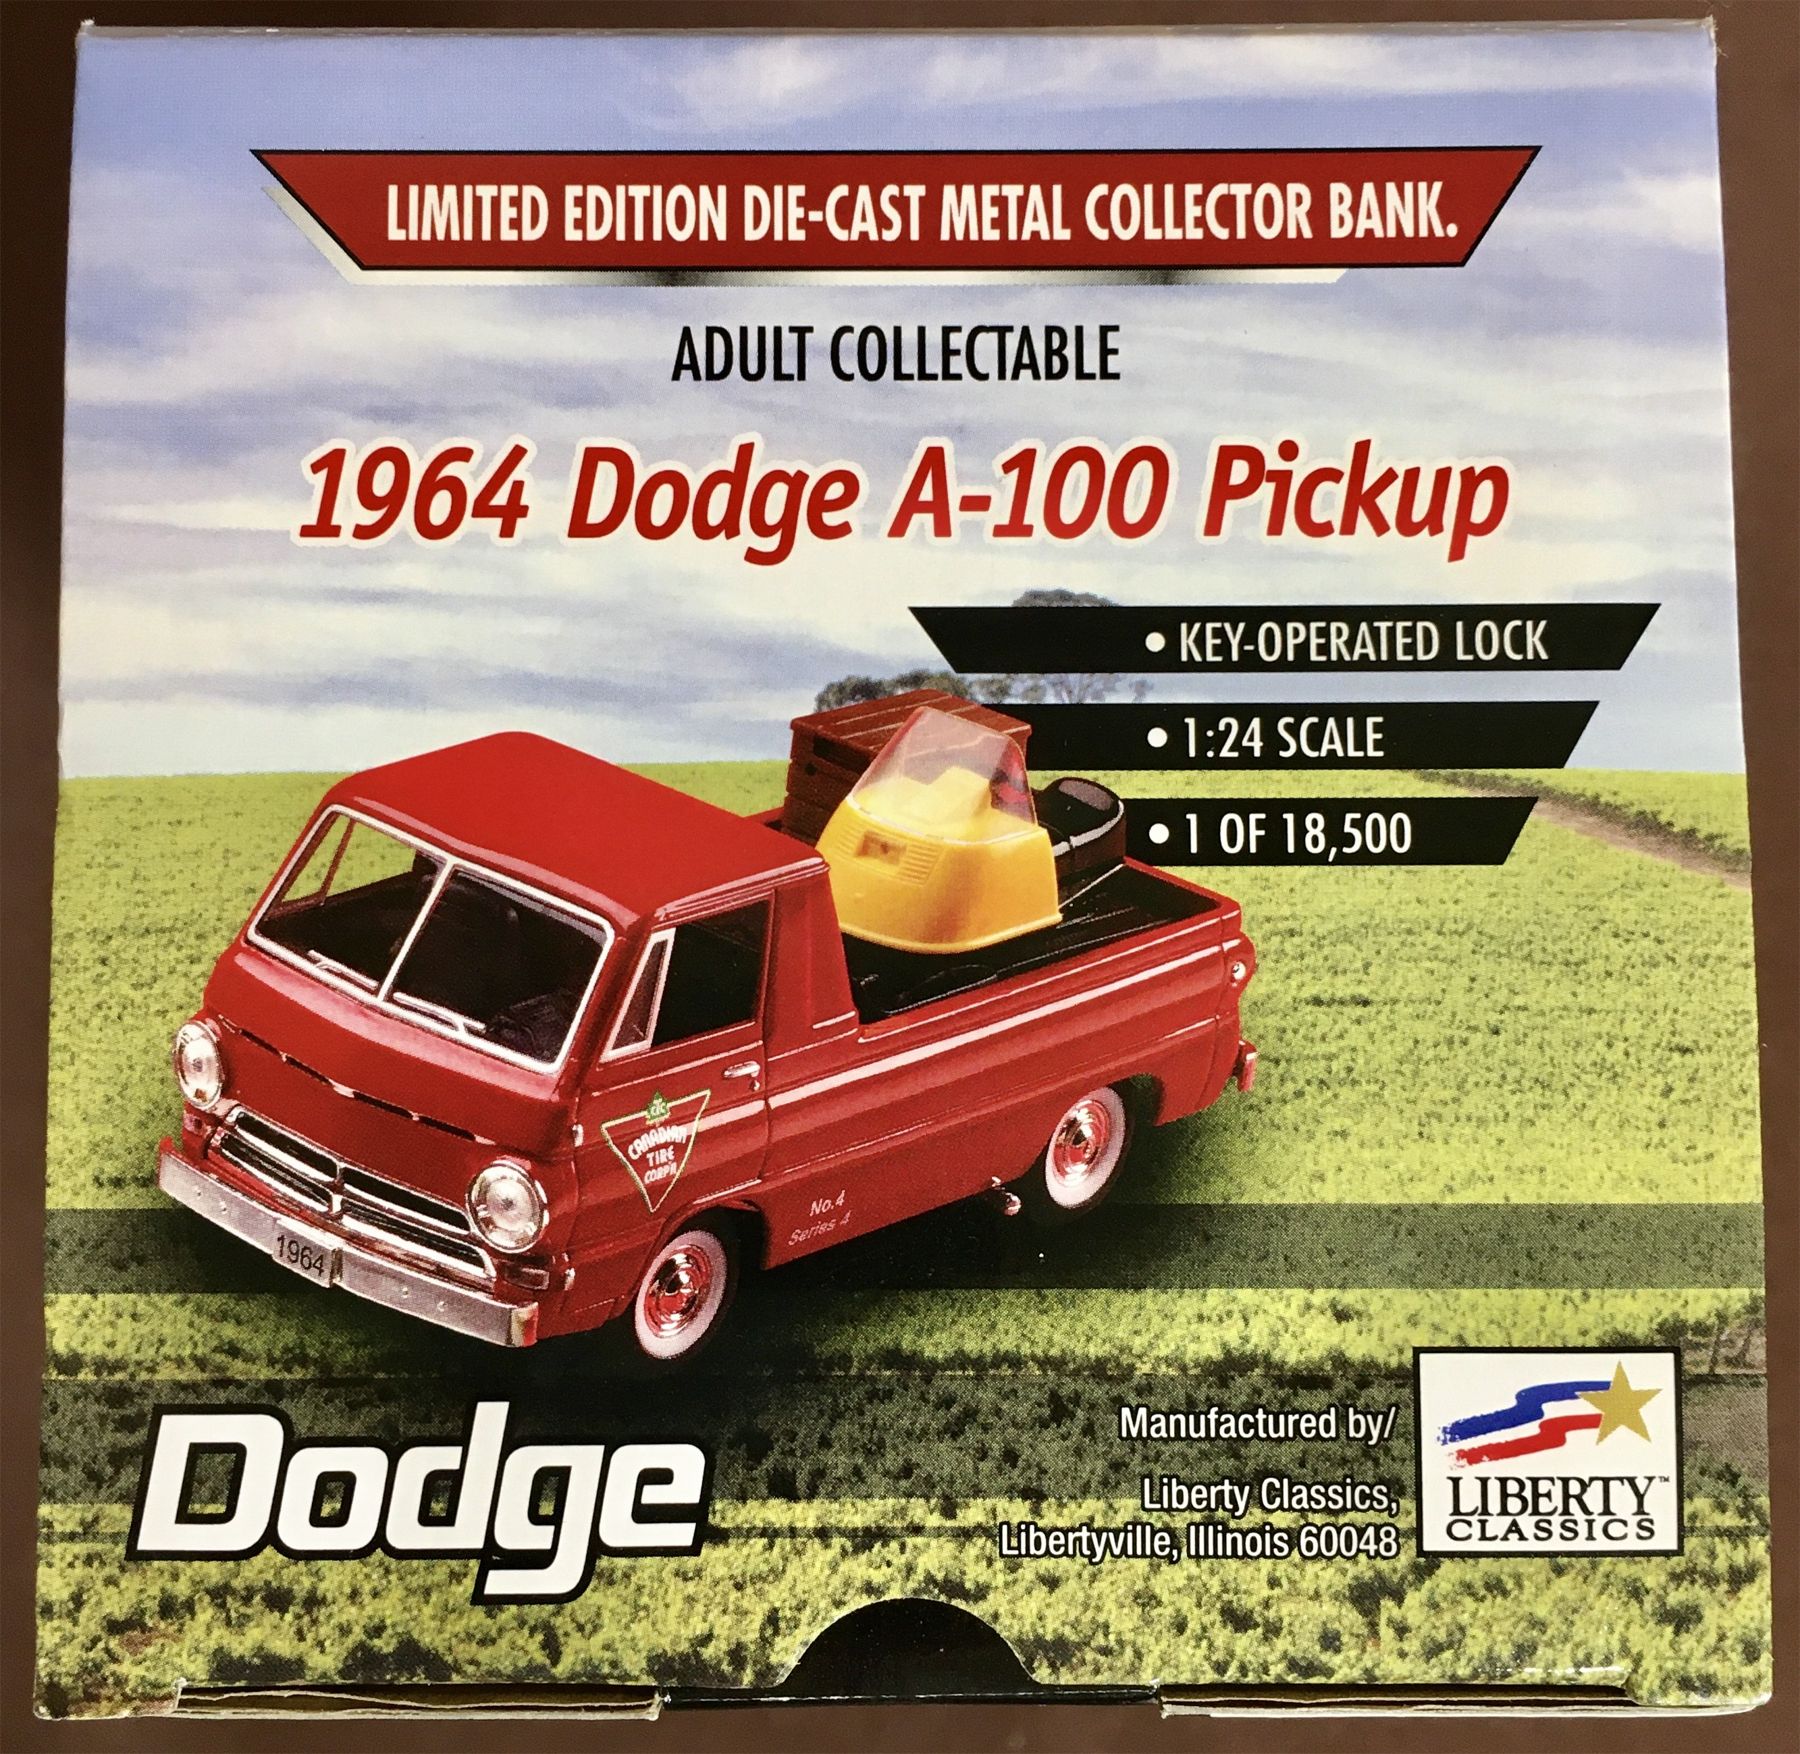 LIMITED EDITION DIE-CAST METAL COLLECTOR BANK.
ADULT COLLECTABLE
1964 Dodge A-100 Pickup
• KEY-OPERATED LOCK
• 1:24 SCALE
• 1 OF 18,500
CTC
CANADIAN
TIRE
CORP'N
No.4
Series 4
1964
Dodge
Manufactured by/
Liberty Classics,
Libertyville, Illinois 60048
LIBERTY™
CLASSICS